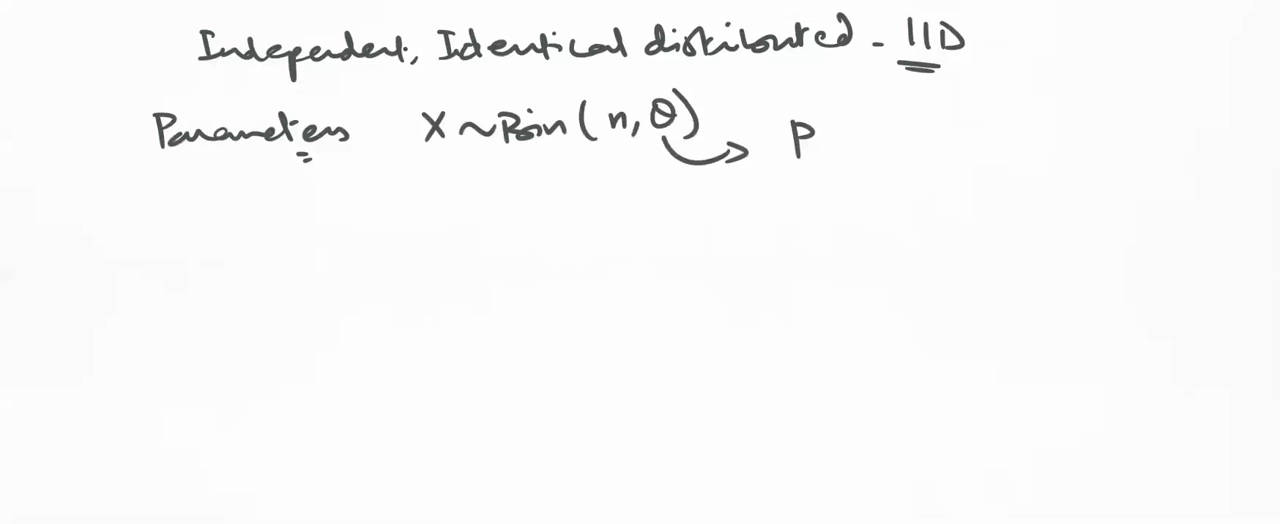 Independent, Identical distributed - IID
Parameters X ~ Bin ( n, θ ) → P